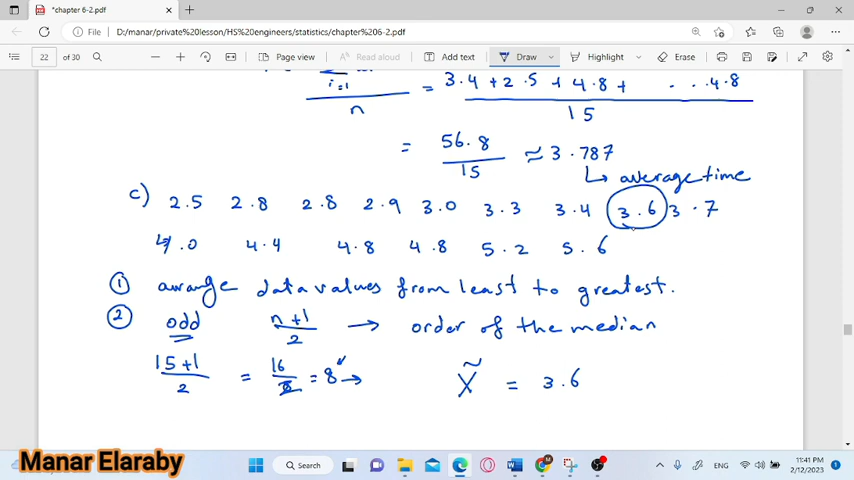 *chapter 6-2.pdf
File D:/manar/private%20lesson/HS%20engineers/statistics/chapter%206-2.pdf
22 of 30 Page view Read aloud Add text Draw Highlight Erase
i=1
n = 3.4 + 2.5 + 4.8 + . . . 4.8
15
= 56.8 / 15 ≈ 3.787
↳ average time
c) 2.5 2.8 2.8 2.9 3.0 3.3 3.4 3.6 3.7
4.0 4.4 4.8 4.8 5.2 5.6
① arrange data values from least to greatest.
② odd n+1 / 2 → order of the median
15+1 / 2 = 16 / 2 = 8 → x̃ = 3.6
Manar Elaraby
Search
11:41 PM
2/12/2023